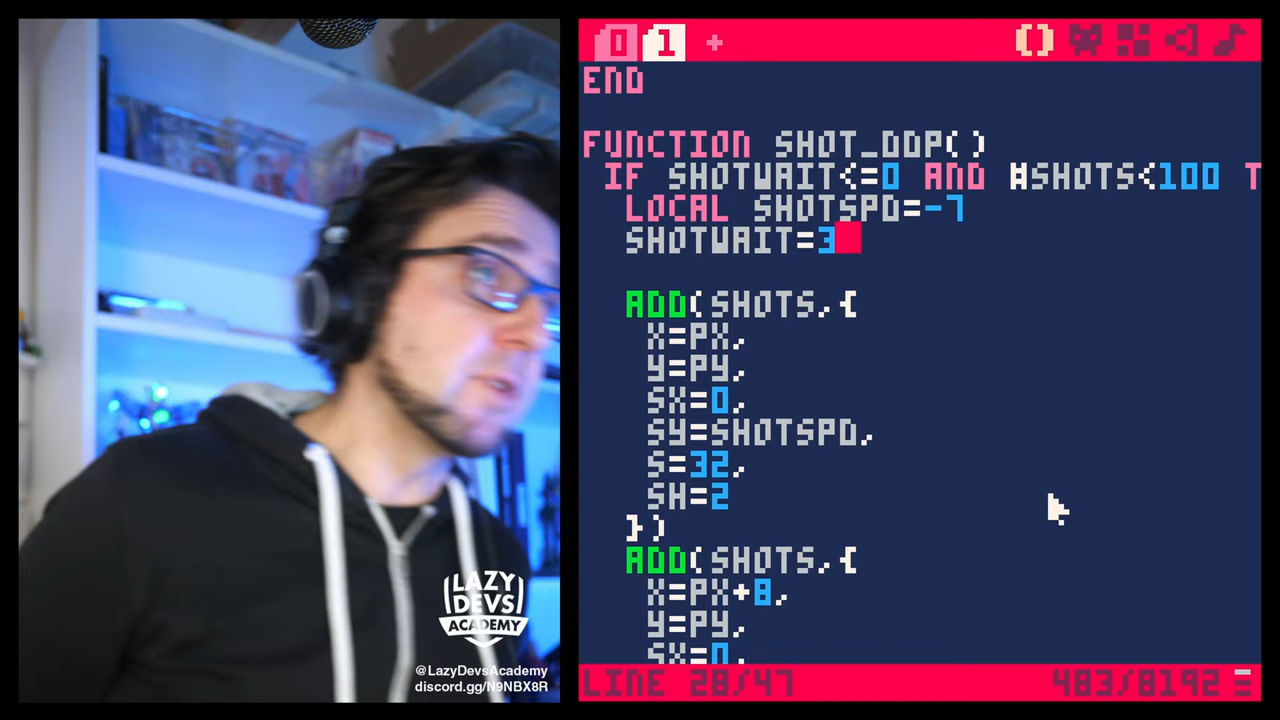 LAZY
DEVS
ACADEMY
@LazyDevsAcademy
discord.gg/N9NBX8R
0 1 +
END
FUNCTION SHOT_DDP()
IF SHOTWAIT<=0 AND #SHOTS<100 T
LOCAL SHOTSPD=-7
SHOTWAIT=3
ADD(SHOTS,{
X=PX,
Y=PY,
SX=0,
SY=SHOTSPD,
S=32,
SH=2
})
ADD(SHOTS,{
X=PX+8,
Y=PY,
SX=0,
LINE 28/47
483/8192